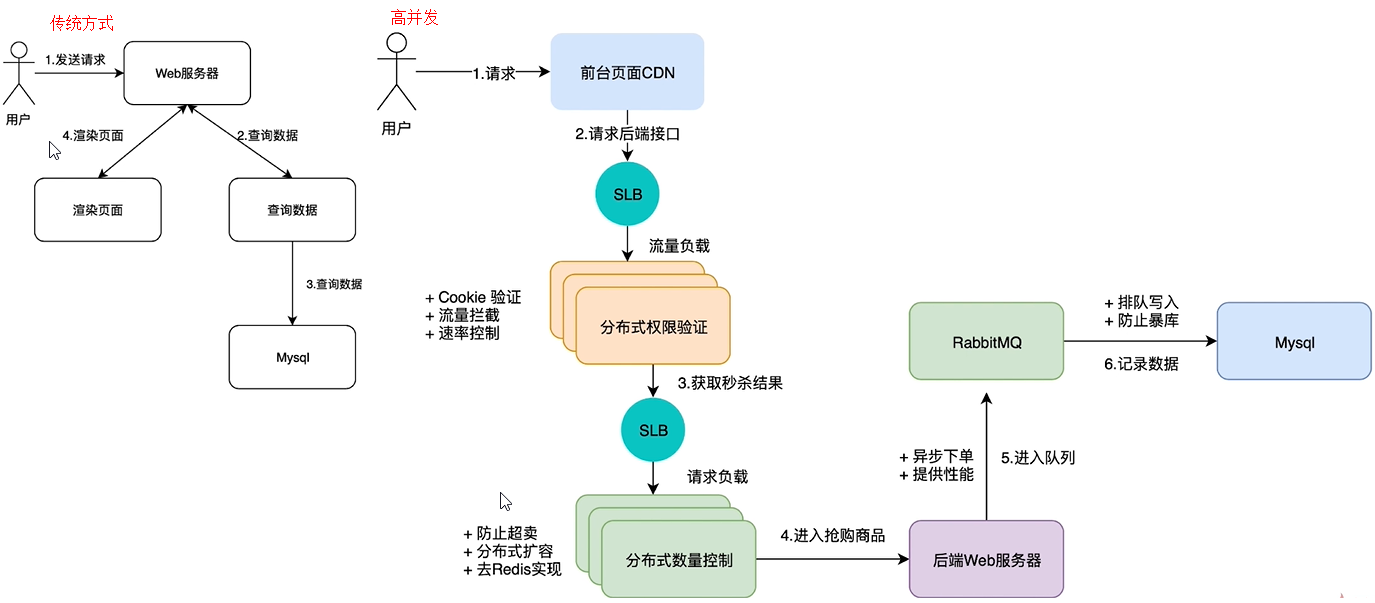 传统方式
1.发送请求
Web服务器
用户
4.渲染页面
2.查询数据
渲染页面
查询数据
3.查询数据
Mysql
高并发
用户
1.请求
前台页面CDN
2.请求后端接口
SLB
流量负载
+ Cookie 验证
+ 流量拦截
+ 速率控制
分布式权限验证
3.获取秒杀结果
SLB
请求负载
+ 防止超卖
+ 分布式扩容
+ 去Redis实现
分布式数量控制
4.进入抢购商品
后端Web服务器
+ 异步下单
+ 提供性能
5.进入队列
RabbitMQ
+ 排队写入
+ 防止暴库
6.记录数据
Mysql